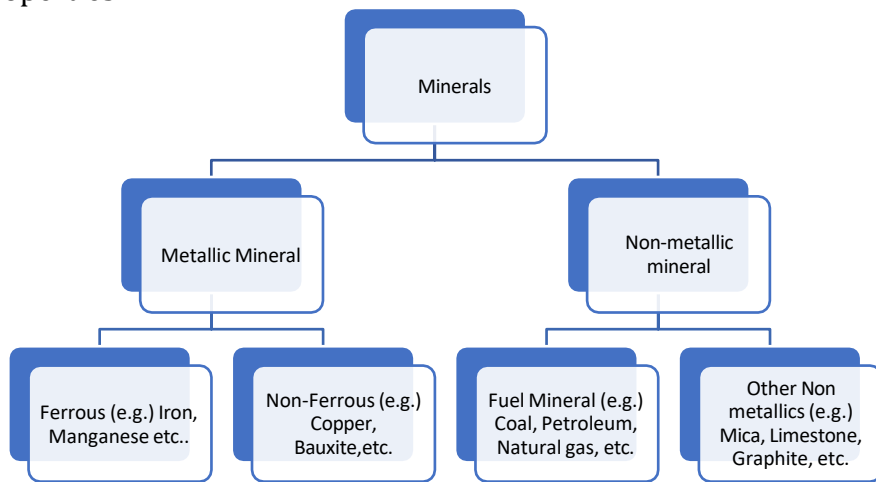 Minerals
Metallic Mineral
Non-metallic
mineral
Ferrous (e.g.) Iron,
Manganese etc..
Non-Ferrous (e.g.)
Copper,
Bauxite,etc.
Fuel Mineral (e.g.)
Coal, Petroleum,
Natural gas, etc.
Other Non
metallics (e.g.)
Mica, Limestone,
Graphite, etc.